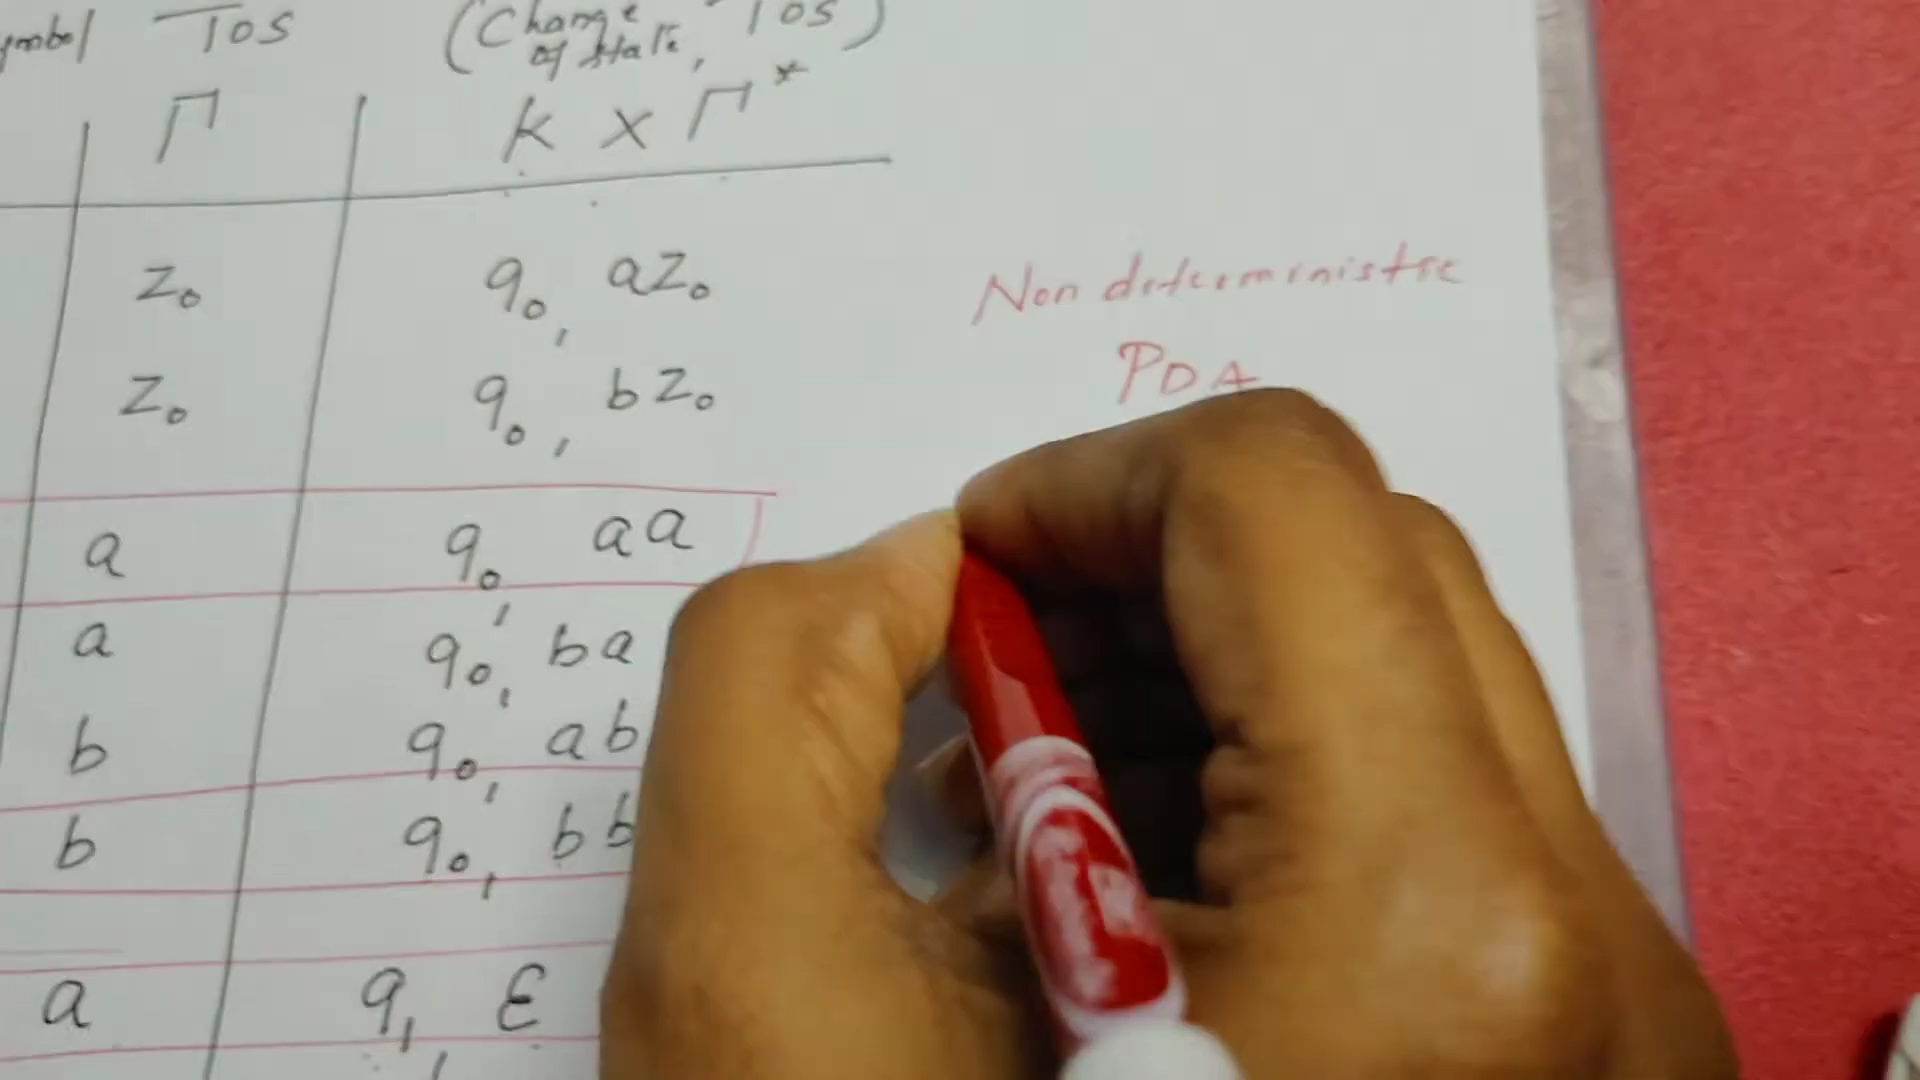 TOS (Change of state, TOS)
Γ K × Γ*
z₀ q₀, az₀
Non deterministic
z₀ q₀, bz₀
PDA
a q₀, aa
a q₀, ba
b q₀, ab
b q₀, bb
a q₁, ε